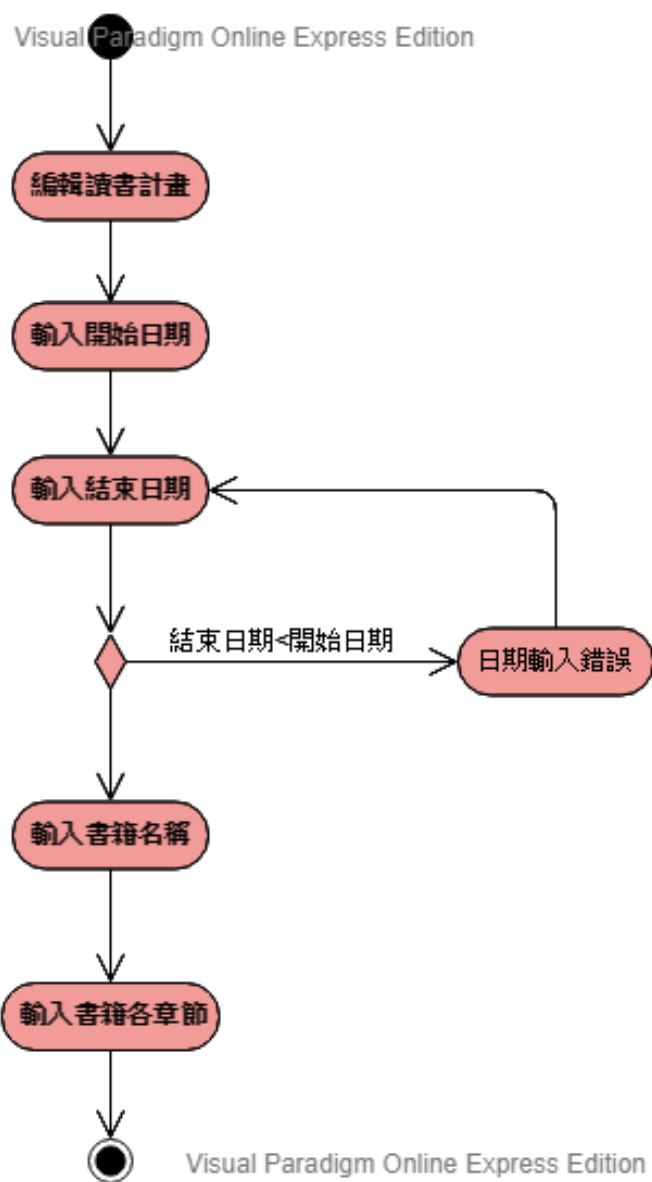 Visual Paradigm Online Express Edition
編輯讀書計畫
輸入開始日期
輸入結束日期
結束日期<開始日期
日期輸入錯誤
輸入書籍名稱
輸入書籍各章節
Visual Paradigm Online Express Edition